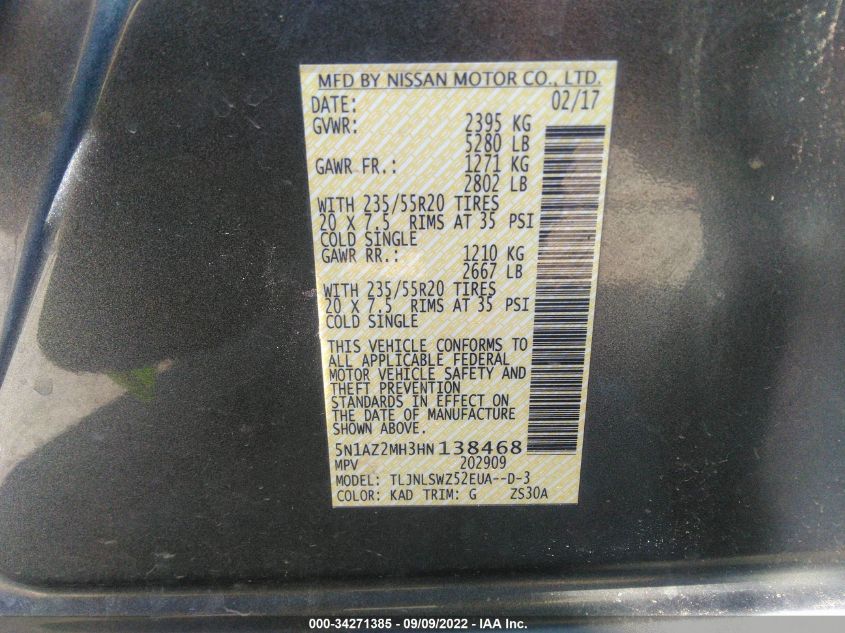 MFD BY NISSAN MOTOR CO., LTD.
DATE: 02/17
GVWR: 2395 KG
5280 LB
GAWR FR.: 1271 KG
2802 LB
WITH 235/55R20 TIRES
20 X 7.5 RIMS AT 35 PSI
COLD SINGLE
GAWR RR.: 1210 KG
2667 LB
WITH 235/55R20 TIRES
20 X 7.5 RIMS AT 35 PSI
COLD SINGLE
THIS VEHICLE CONFORMS TO
ALL APPLICABLE FEDERAL
MOTOR VEHICLE SAFETY AND
THEFT PREVENTION
STANDARDS IN EFFECT ON
THE DATE OF MANUFACTURE
SHOWN ABOVE.
5N1AZ2MH3HN138468
MPV 202909
MODEL: TLJNLSWZ52EUA--D-3
COLOR: KAD TRIM: G ZS30A
000-34271385 - 09/09/2022 - IAA Inc.